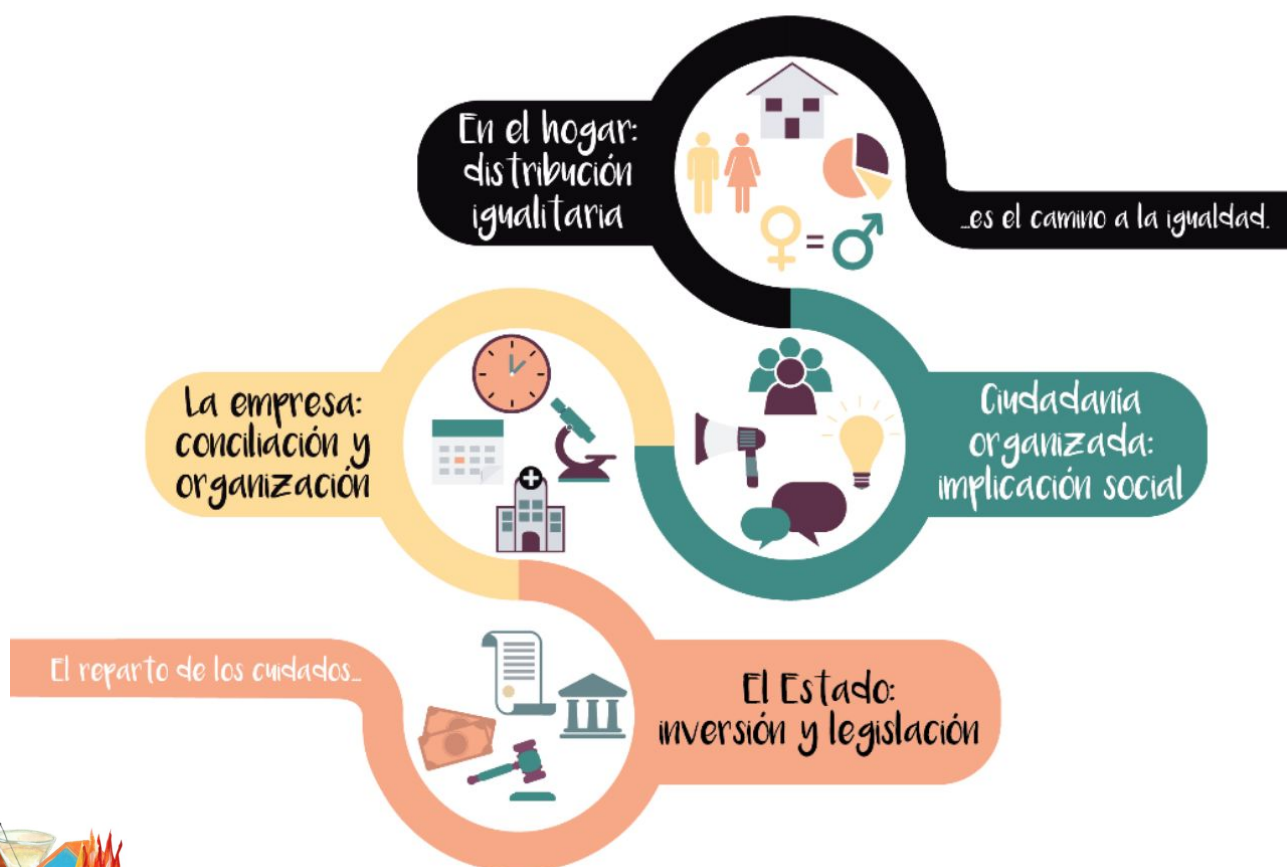 En el hogar:
distribución
igualitaria
...es el camino a la igualdad.
La empresa:
conciliación y
organización
Ciudadanía
organizada:
implicación social
El reparto de los cuidados...
El Estado:
inversión y legislación